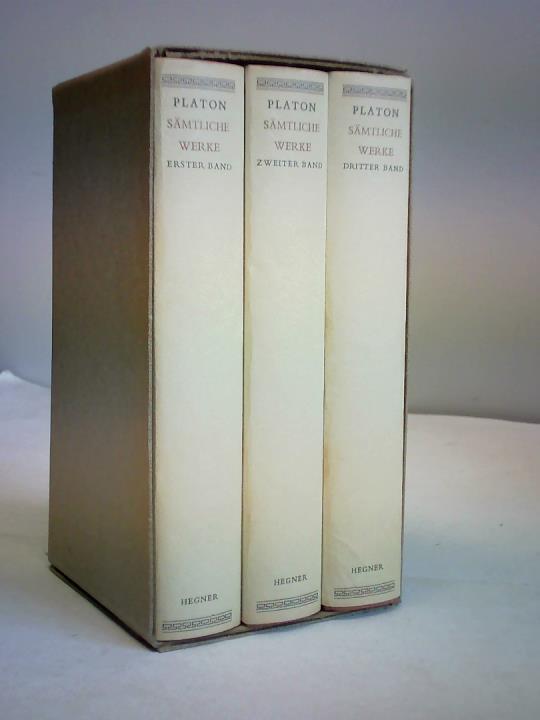 PLATON
SÄMTLICHE
WERKE
ERSTER BAND
HEGNER
PLATON
SÄMTLICHE
WERKE
ZWEITER BAND
HEGNER
PLATON
SÄMTLICHE
WERKE
DRITTER BAND
HEGNER